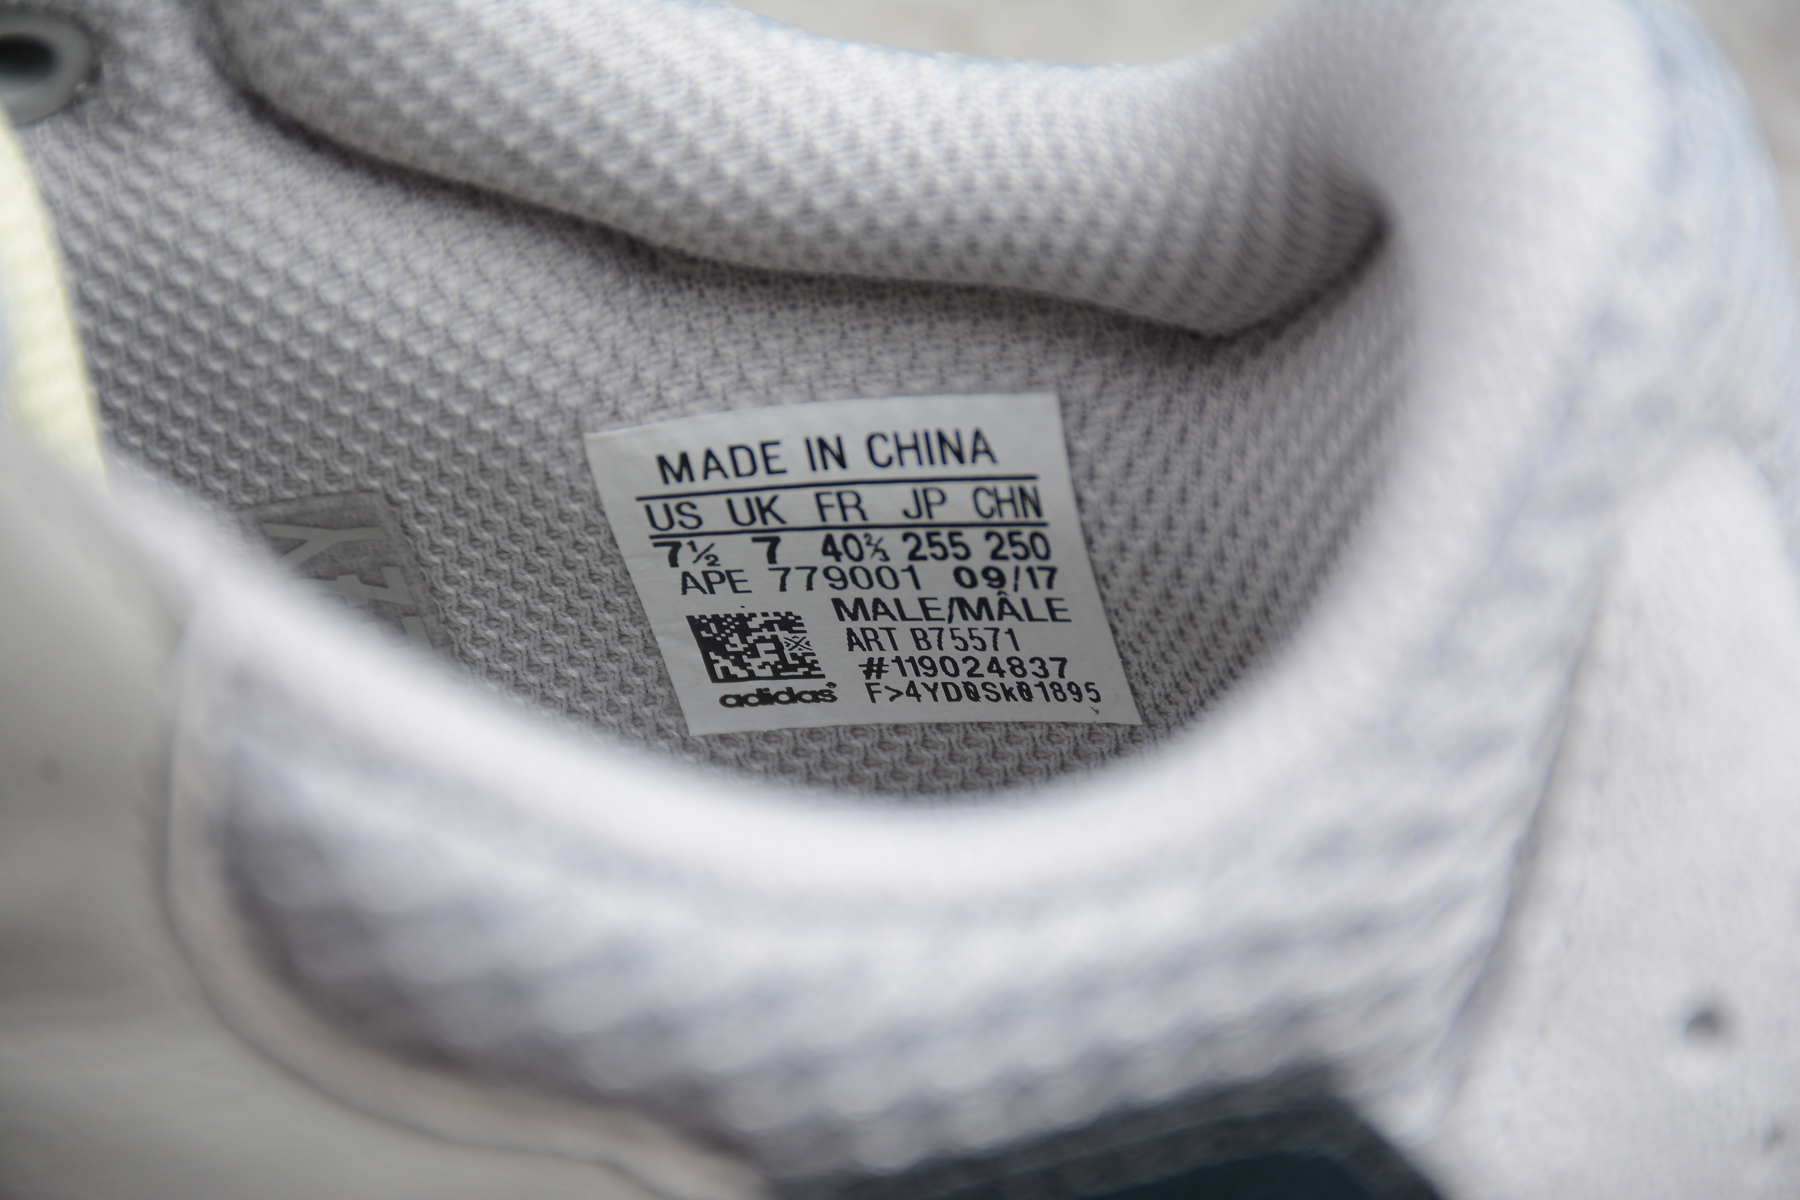 MADE IN CHINA
US UK FR JP CHN
7½ 7 40⅔ 255 250
APE 779001 09/17
MALE/MÂLE
ART B75571
#119024837
adidas
F>4YD0Sk01895